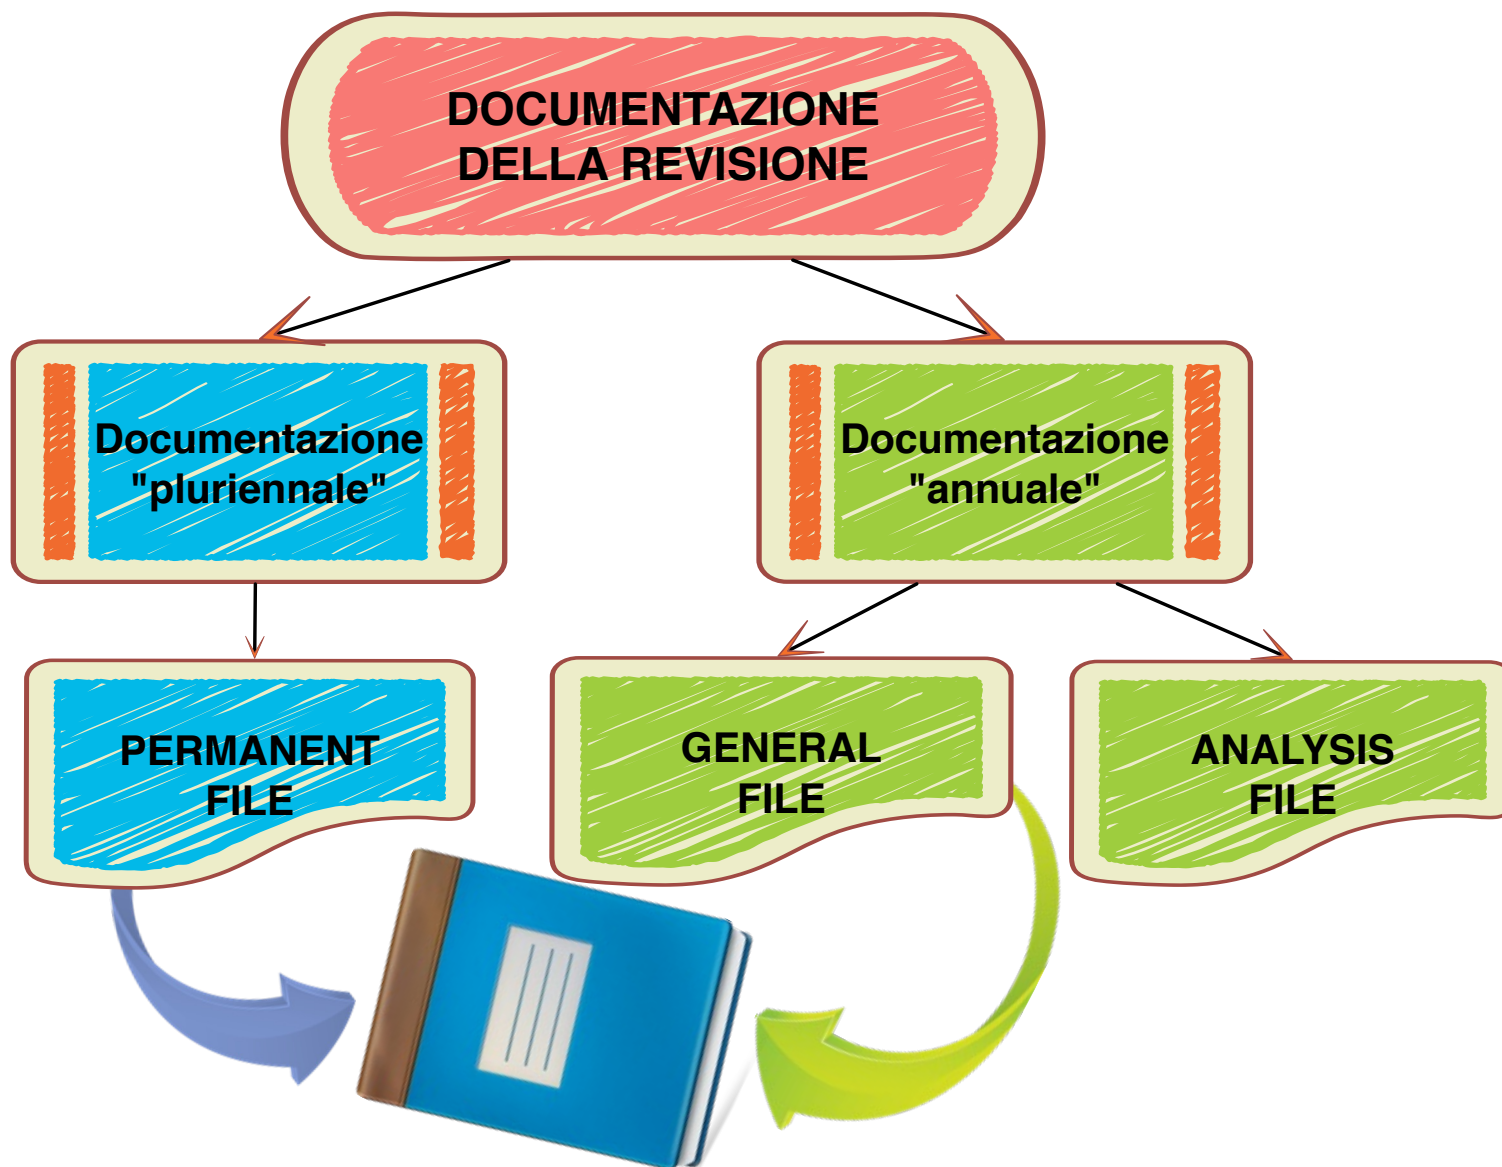 DOCUMENTAZIONE
DELLA REVISIONE
Documentazione
"pluriennale"
Documentazione
"annuale"
PERMANENT
FILE
GENERAL
FILE
ANALYSIS
FILE